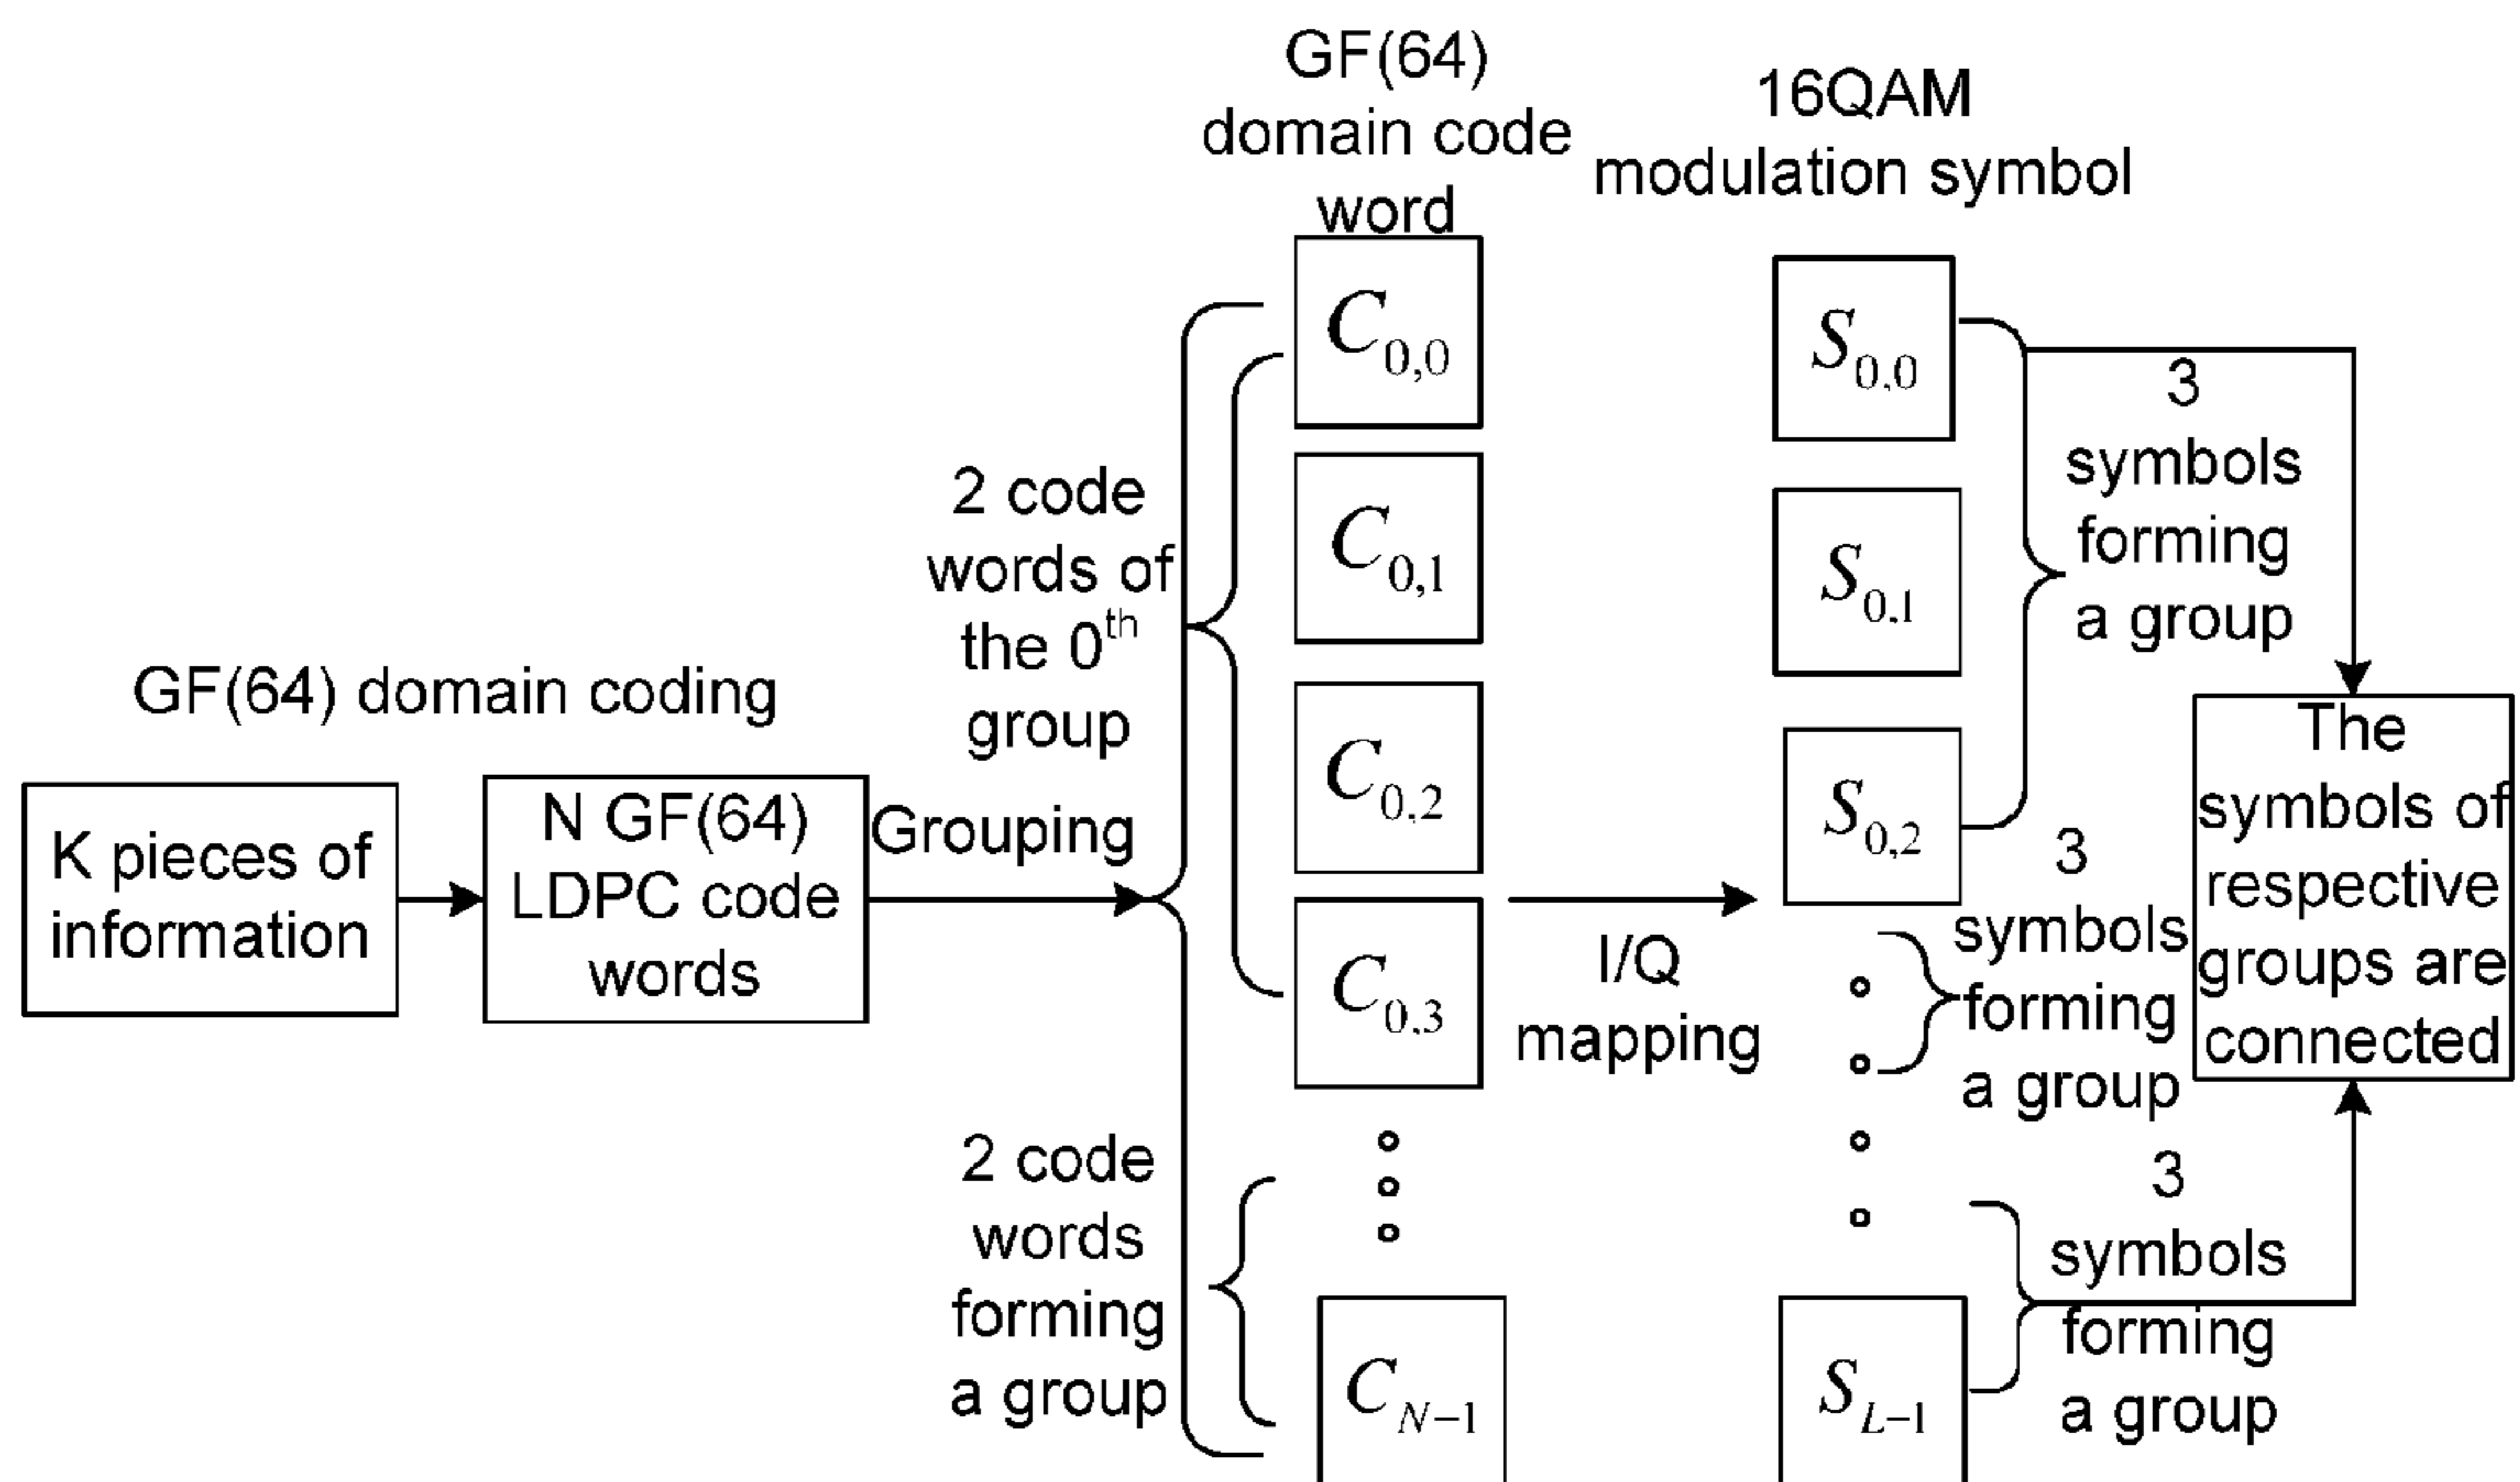 GF(64)
domain code
word
16QAM
modulation symbol
GF(64) domain coding
K pieces of
information
N GF(64)
LDPC code
words
Grouping
2 code
words of
the 0th
group
2 code
words
forming
a group
C0,0
C0,1
C0,2
C0,3
CN−1
I/Q
mapping
S0,0
S0,1
S0,2
SL−1
3
symbols
forming
a group
3
symbols
forming
a group
3
symbols
forming
a group
The
symbols of
respective
groups are
connected